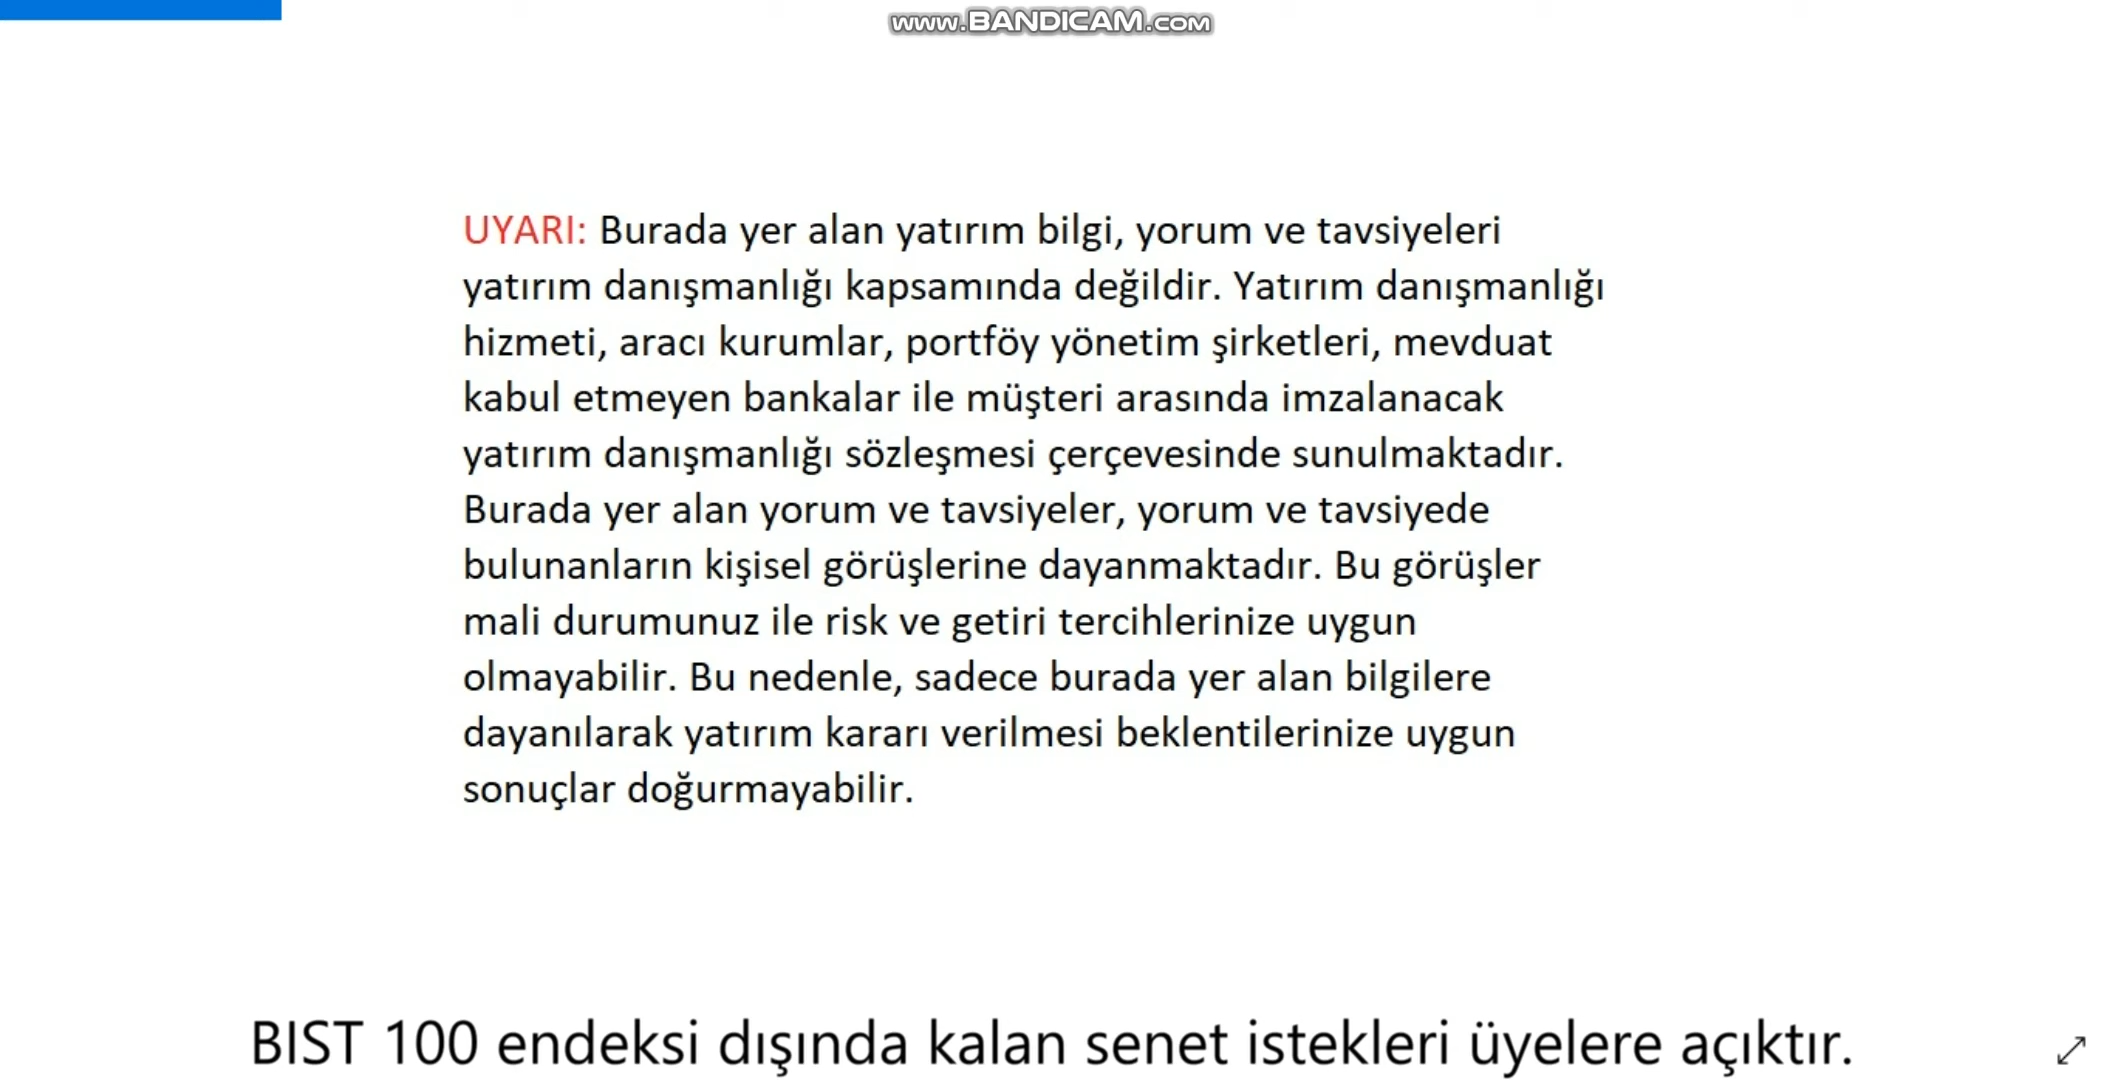 www.BANDICAM.com
UYARI: Burada yer alan yatırım bilgi, yorum ve tavsiyeleri
yatırım danışmanlığı kapsamında değildir. Yatırım danışmanlığı
hizmeti, aracı kurumlar, portföy yönetim şirketleri, mevduat
kabul etmeyen bankalar ile müşteri arasında imzalanacak
yatırım danışmanlığı sözleşmesi çerçevesinde sunulmaktadır.
Burada yer alan yorum ve tavsiyeler, yorum ve tavsiyede
bulunanların kişisel görüşlerine dayanmaktadır. Bu görüşler
mali durumunuz ile risk ve getiri tercihlerinize uygun
olmayabilir. Bu nedenle, sadece burada yer alan bilgilere
dayanılarak yatırım kararı verilmesi beklentilerinize uygun
sonuçlar doğurmayabilir.
BIST 100 endeksi dışında kalan senet istekleri üyelere açıktır.